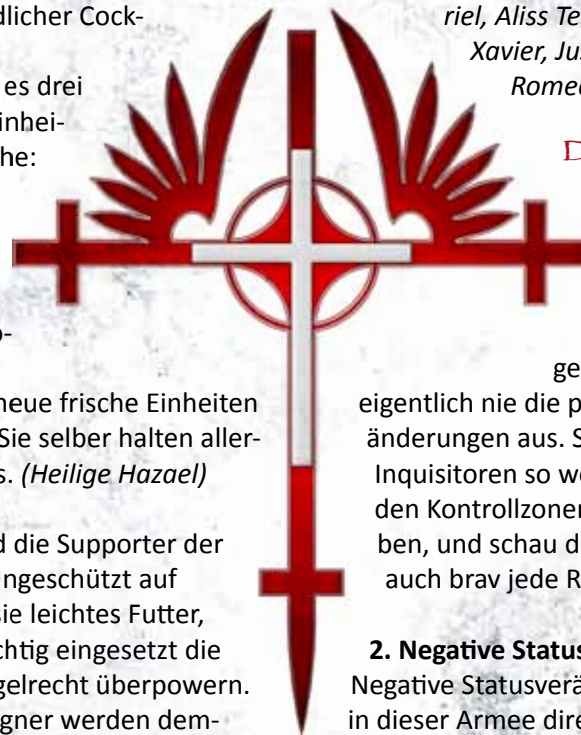 dlicher Cock-
es drei
inhei-
he:
o-
neue frische Einheiten
Sie selber halten aller-
s. (Heilige Hazael)
d die Supporter der
ngeschützt auf
sie leichtes Futter,
chtig eingesetzt die
gelrecht überpowern.
gner werden dem-
riel, Aliss Te
Xavier, Jus
Romeo
D
ge
eigentlich nie die p
änderungen aus. S
Inquisitoren so we
den Kontrollzonen
ben, und schau d
auch brav jede R
2. Negative Status
Negative Statusverä
in dieser Armee dire